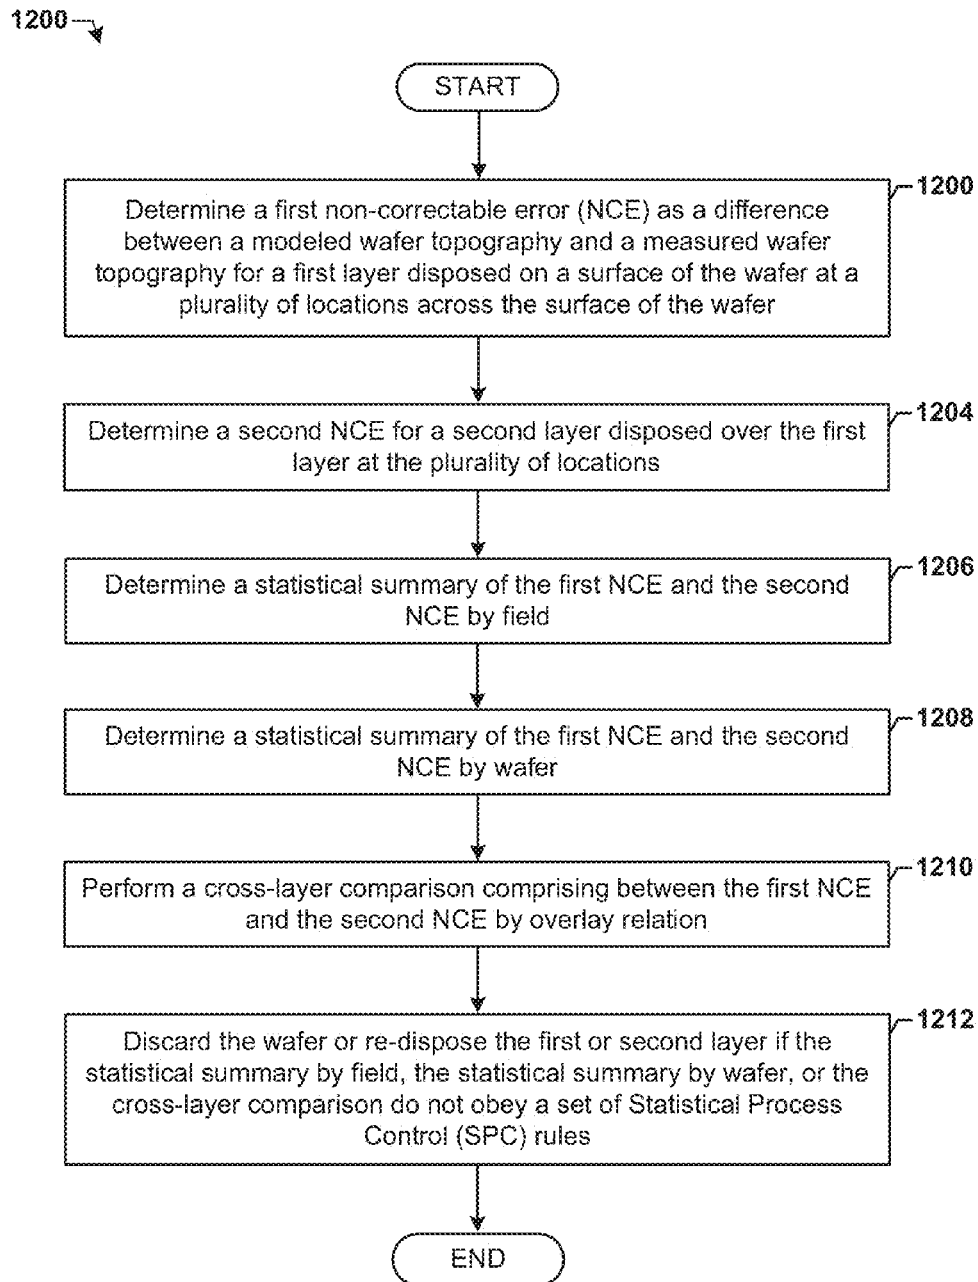 1200
START
1200
Determine a first non-correctable error (NCE) as a difference
between a modeled wafer topography and a measured wafer
topography for a first layer disposed on a surface of the wafer at a
plurality of locations across the surface of the wafer
1204
Determine a second NCE for a second layer disposed over the first
layer at the plurality of locations
1206
Determine a statistical summary of the first NCE and the second
NCE by field
1208
Determine a statistical summary of the first NCE and the second
NCE by wafer
1210
Perform a cross-layer comparison comprising between the first NCE
and the second NCE by overlay relation
1212
Discard the wafer or re-dispose the first or second layer if the
statistical summary by field, the statistical summary by wafer, or the
cross-layer comparison do not obey a set of Statistical Process
Control (SPC) rules
END